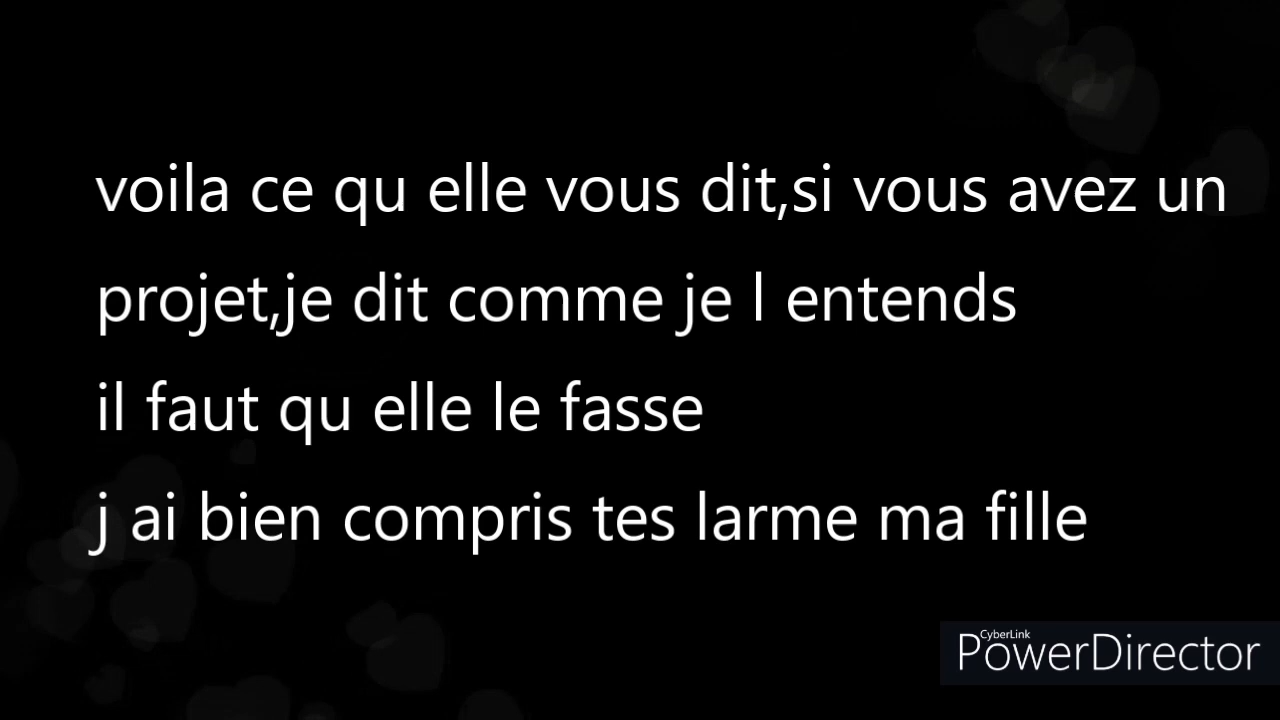 voila ce qu elle vous dit,si vous avez un
projet,je dit comme je l entends
il faut qu elle le fasse
j ai bien compris tes larme ma fille
CyberLink
PowerDirector